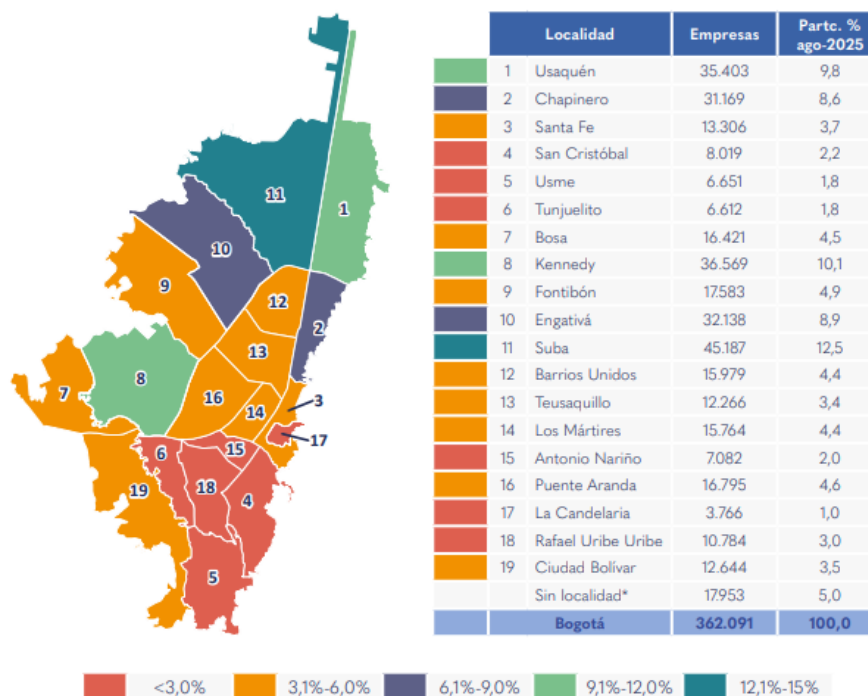 Localidad Empresas Partc. % ago-2025
1 Usaquén 35.403 9,8
2 Chapinero 31.169 8,6
3 Santa Fe 13.306 3,7
4 San Cristóbal 8.019 2,2
5 Usme 6.651 1,8
6 Tunjuelito 6.612 1,8
7 Bosa 16.421 4,5
8 Kennedy 36.569 10,1
9 Fontibón 17.583 4,9
10 Engativá 32.138 8,9
11 Suba 45.187 12,5
12 Barrios Unidos 15.979 4,4
13 Teusaquillo 12.266 3,4
14 Los Mártires 15.764 4,4
15 Antonio Nariño 7.082 2,0
16 Puente Aranda 16.795 4,6
17 La Candelaria 3.766 1,0
18 Rafael Uribe Uribe 10.784 3,0
19 Ciudad Bolívar 12.644 3,5
Sin localidad* 17.953 5,0
Bogotá 362.091 100,0
11
1
10
9
12
2
13
8
7
16
14
3
17
15
6
19
18
4
5
<3,0% 3,1%-6,0% 6,1%-9,0% 9,1%-12,0% 12,1%-15%